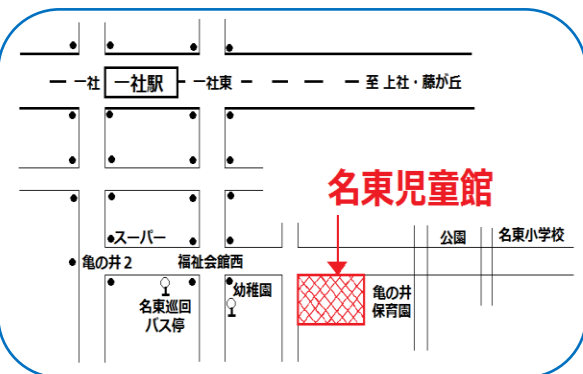 一社
一社駅
一社東
至 上社・藤が丘
名東児童館
スーパー
公園
名東小学校
亀の井2
福祉会館西
名東巡回
バス停
幼稚園
亀の井
保育園